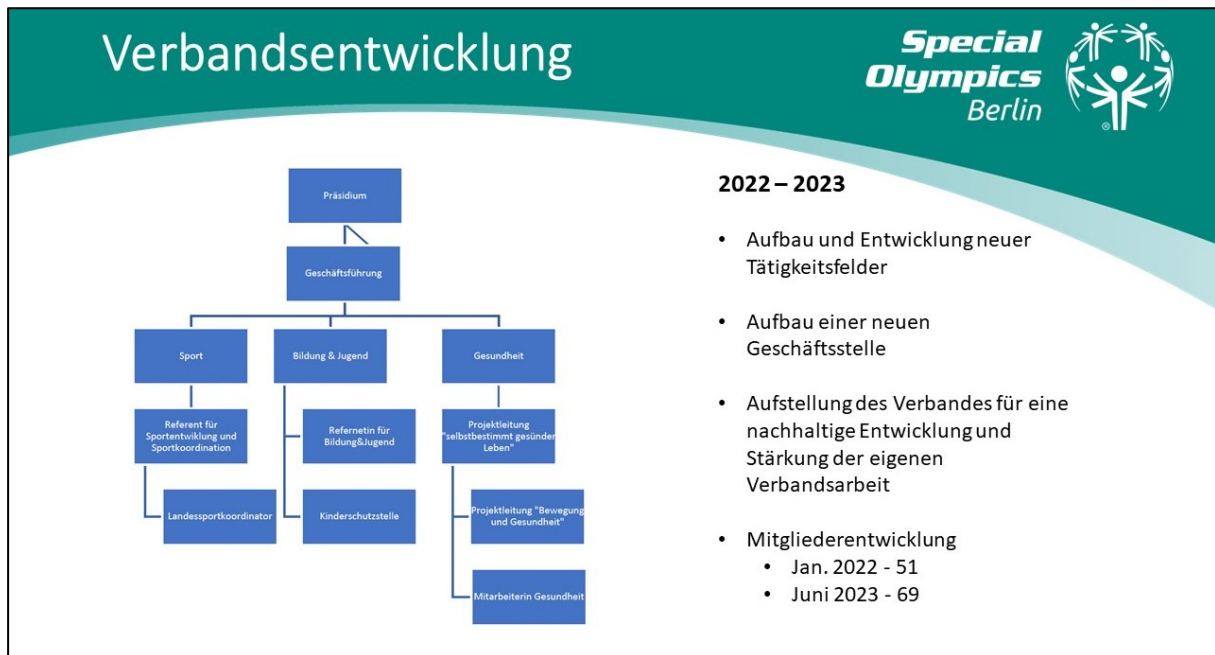 Verbandsentwicklung
Special
Olympics
Berlin
®
Präsidium
Geschäftsführung
Sport
Bildung & Jugend
Gesundheit
Referent für
Sportentwiklung und
Sportkoordination
Refernetin für
Bildung&Jugend
Projektleitung
"selbstbestimmt gesünder
Leben"
Landessportkoordinator
Kinderschutzstelle
Projektleitung "Bewegung
und Gesundheit"
Mitarbeiterin Gesundheit
2022 – 2023
• Aufbau und Entwicklung neuer
Tätigkeitsfelder
• Aufbau einer neuen
Geschäftsstelle
• Aufstellung des Verbandes für eine
nachhaltige Entwicklung und
Stärkung der eigenen
Verbandsarbeit
• Mitgliederentwicklung
• Jan. 2022 - 51
• Juni 2023 - 69